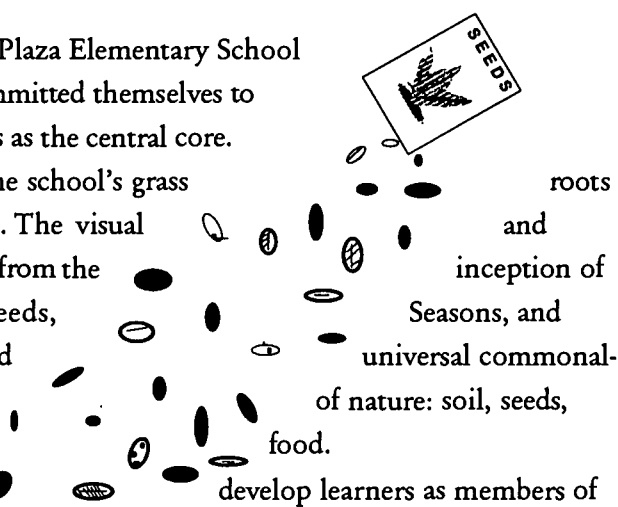 Plaza Elementary School
SEEDS
mmitted themselves to
s as the central core.
he school's grass roots
. The visual and
from the inception of
eeds, Seasons, and
d universal commonal-
of nature: soil, seeds,
food.
develop learners as members of